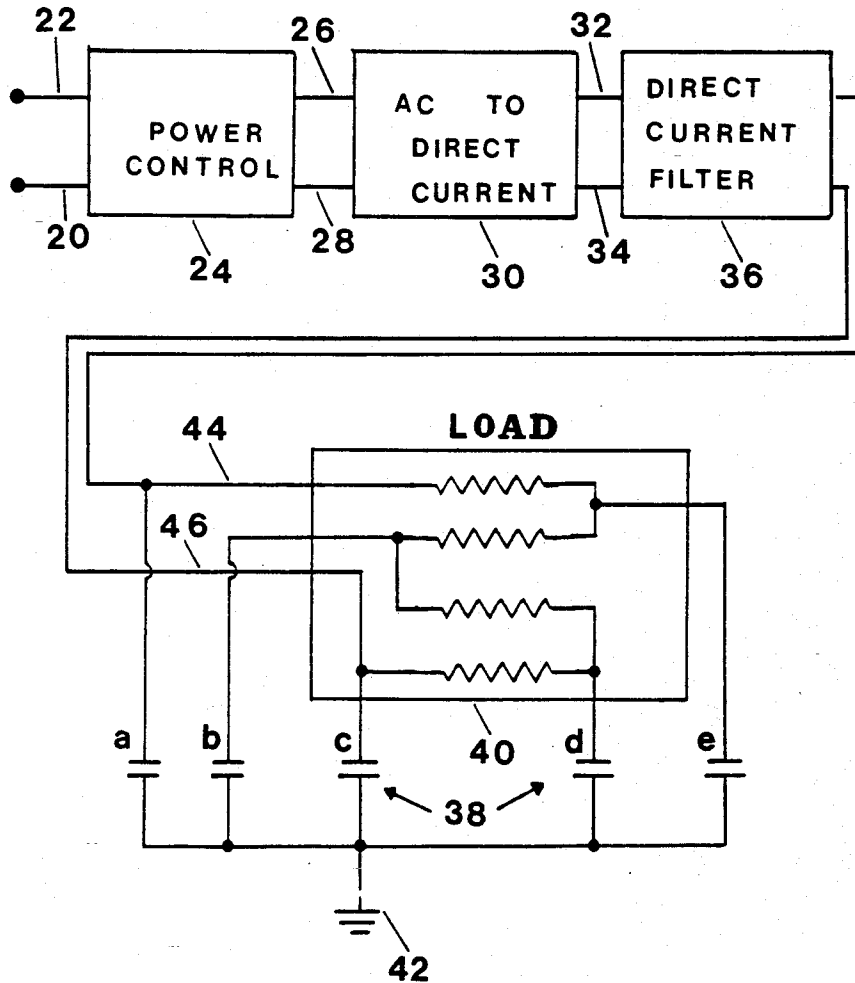 22
26
32
POWER
CONTROL
AC TO
DIRECT
CURRENT
DIRECT
CURRENT
FILTER
20
24
28
30
34
36
LOAD
44
46
a
b
c
d
e
40
38
42